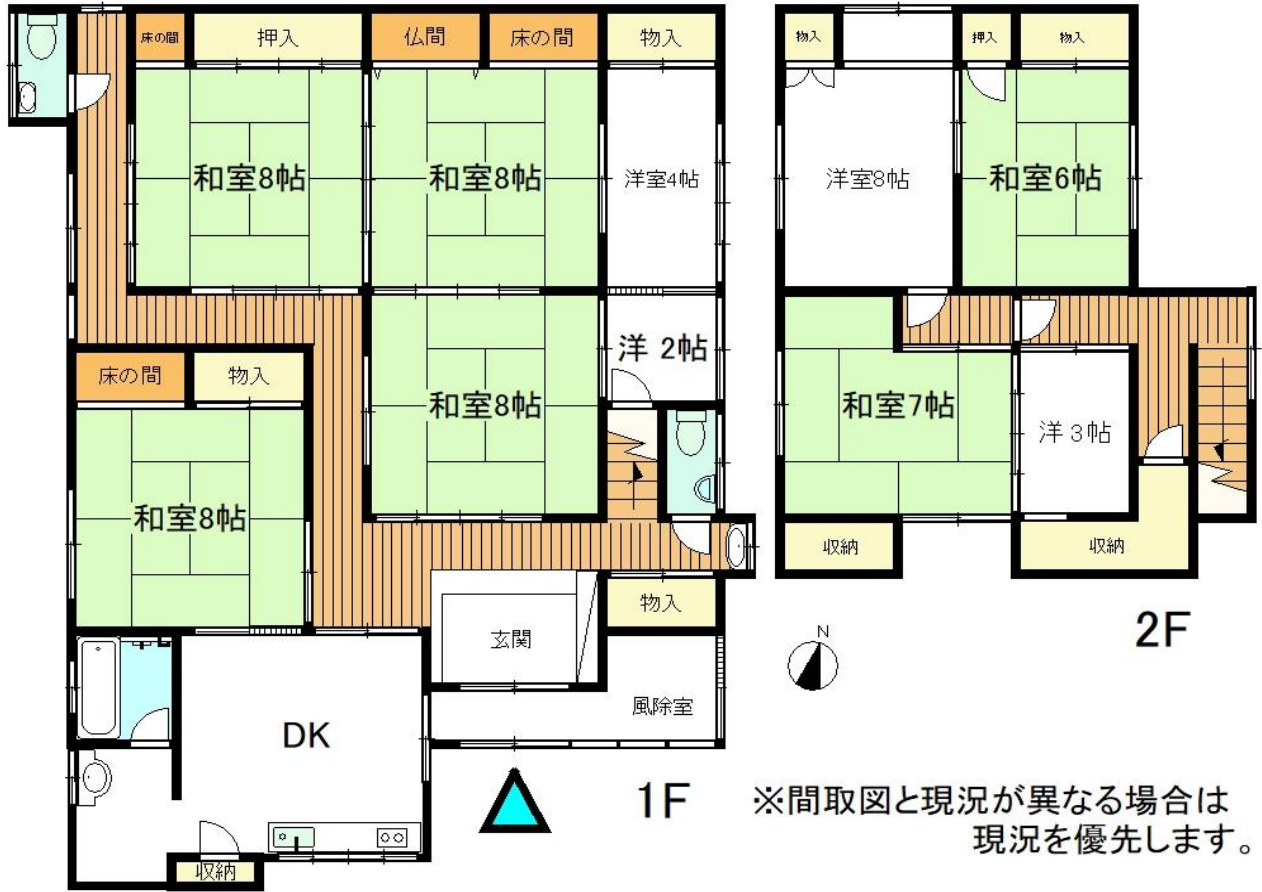 床の間
押入
仏間
床の間
物入
和室8帖
和室8帖
洋室4帖
洋 2帖
和室8帖
床の間
物入
和室8帖
物入
玄関
風除室
DK
収納
1F
物入
押入
物入
洋室8帖
和室6帖
和室7帖
洋 3帖
収納
収納
2F
N
※間取図と現況が異なる場合は
現況を優先します。